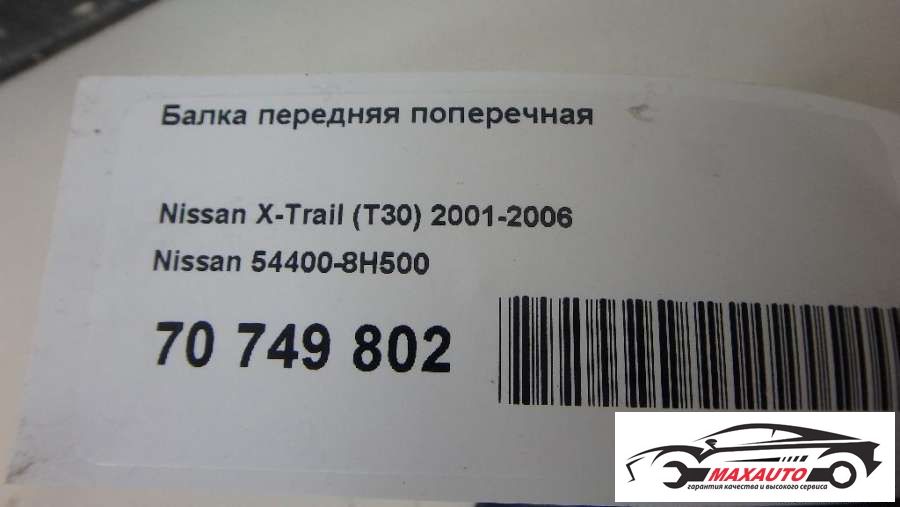 Балка передняя поперечная
Nissan X-Trail (T30) 2001-2006
Nissan 54400-8H500
70 749 802
MAXAUTO
гарантия качества и высокого сервиса